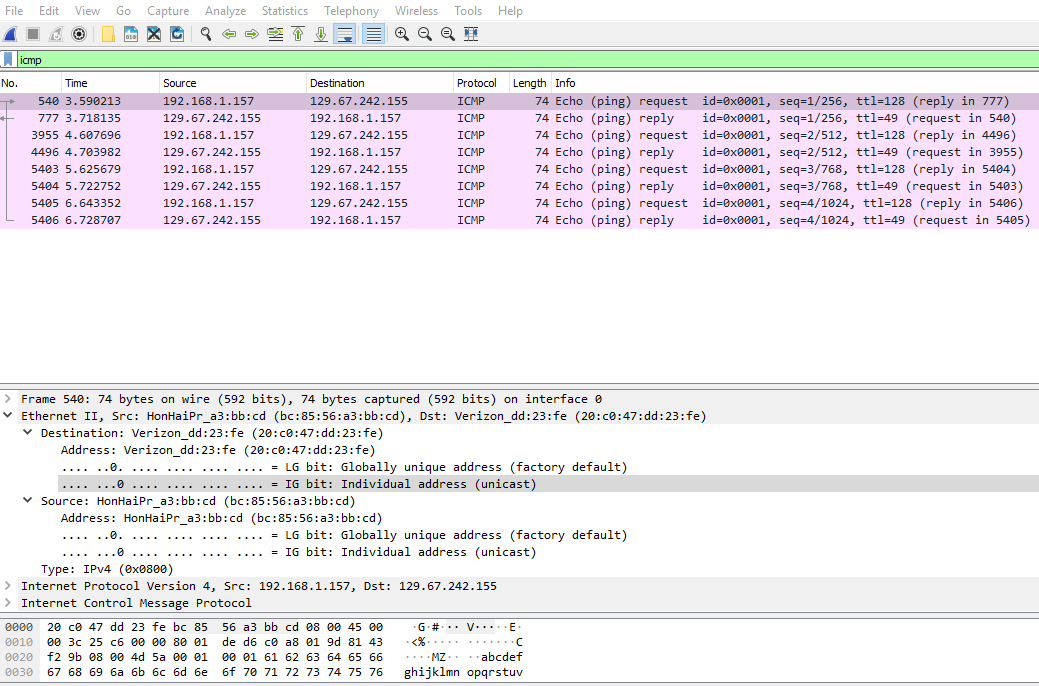 File Edit View Go Capture Analyze Statistics Telephony Wireless Tools Help
icmp
No. Time Source Destination Protocol Length Info
540 3.590213 192.168.1.157 129.67.242.155 ICMP 74 Echo (ping) request id=0x0001, seq=1/256, ttl=128 (reply in 777)
777 3.718135 129.67.242.155 192.168.1.157 ICMP 74 Echo (ping) reply id=0x0001, seq=1/256, ttl=49 (request in 540)
3955 4.607696 192.168.1.157 129.67.242.155 ICMP 74 Echo (ping) request id=0x0001, seq=2/512, ttl=128 (reply in 4496)
4496 4.703982 129.67.242.155 192.168.1.157 ICMP 74 Echo (ping) reply id=0x0001, seq=2/512, ttl=49 (request in 3955)
5403 5.625679 192.168.1.157 129.67.242.155 ICMP 74 Echo (ping) request id=0x0001, seq=3/768, ttl=128 (reply in 5404)
5404 5.722752 129.67.242.155 192.168.1.157 ICMP 74 Echo (ping) reply id=0x0001, seq=3/768, ttl=49 (request in 5403)
5405 6.643352 192.168.1.157 129.67.242.155 ICMP 74 Echo (ping) request id=0x0001, seq=4/1024, ttl=128 (reply in 5406)
5406 6.728707 129.67.242.155 192.168.1.157 ICMP 74 Echo (ping) reply id=0x0001, seq=4/1024, ttl=49 (request in 5405)
Frame 540: 74 bytes on wire (592 bits), 74 bytes captured (592 bits) on interface 0
Ethernet II, Src: HonHaiPr_a3:bb:cd (bc:85:56:a3:bb:cd), Dst: Verizon_dd:23:fe (20:c0:47:dd:23:fe)
Destination: Verizon_dd:23:fe (20:c0:47:dd:23:fe)
Address: Verizon_dd:23:fe (20:c0:47:dd:23:fe)
.... ..0. .... .... .... .... = LG bit: Globally unique address (factory default)
.... ...0 .... .... .... .... = IG bit: Individual address (unicast)
Source: HonHaiPr_a3:bb:cd (bc:85:56:a3:bb:cd)
Address: HonHaiPr_a3:bb:cd (bc:85:56:a3:bb:cd)
.... ..0. .... .... .... .... = LG bit: Globally unique address (factory default)
.... ...0 .... .... .... .... = IG bit: Individual address (unicast)
Type: IPv4 (0x0800)
Internet Protocol Version 4, Src: 192.168.1.157, Dst: 129.67.242.155
Internet Control Message Protocol
0000 20 c0 47 dd 23 fe bc 85 56 a3 bb cd 08 00 45 00 ·G·#··· V·····E·
0010 00 3c 25 c6 00 00 80 01 de d6 c0 a8 01 9d 81 43 ·<%····· ·······C
0020 f2 9b 08 00 4d 5a 00 01 00 01 61 62 63 64 65 66 ····MZ·· ··abcdef
0030 67 68 69 6a 6b 6c 6d 6e 6f 70 71 72 73 74 75 76 ghijklmn opqrstuv